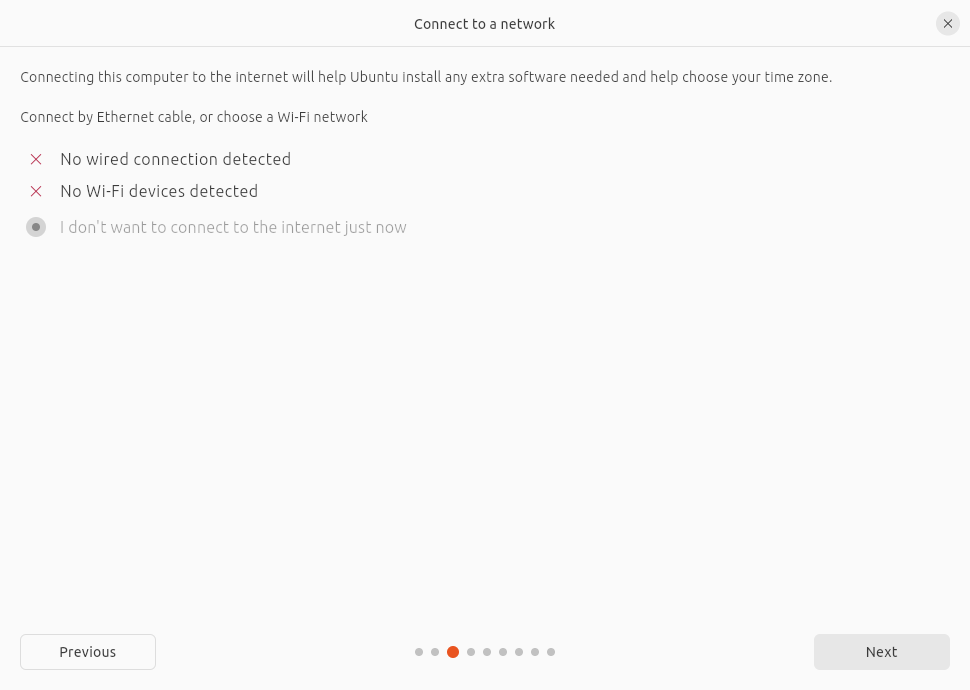 Connect to a network
Connecting this computer to the internet will help Ubuntu install any extra software needed and help choose your time zone.
Connect by Ethernet cable, or choose a Wi-Fi network
No wired connection detected
No Wi-Fi devices detected
I don't want to connect to the internet just now
Previous
Next